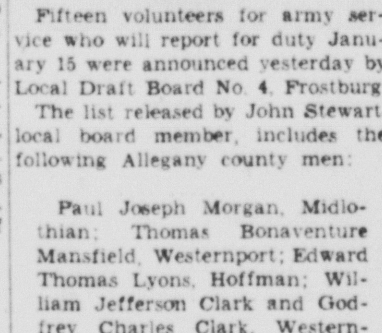 Fifteen volunteers for army ser-
vice who will report for duty Janu-
ary 15 were announced yesterday by
Local Draft Board No. 4, Frostburg
The list released by John Stewart
local board member, includes the
following Allegany county men:
Paul Joseph Morgan, Midlo-
thian; Thomas Bonaventure
Mansfield, Westernport; Edward
Thomas Lyons, Hoffman; Wil-
liam Jefferson Clark and God-
frey Charles Clark, Western-